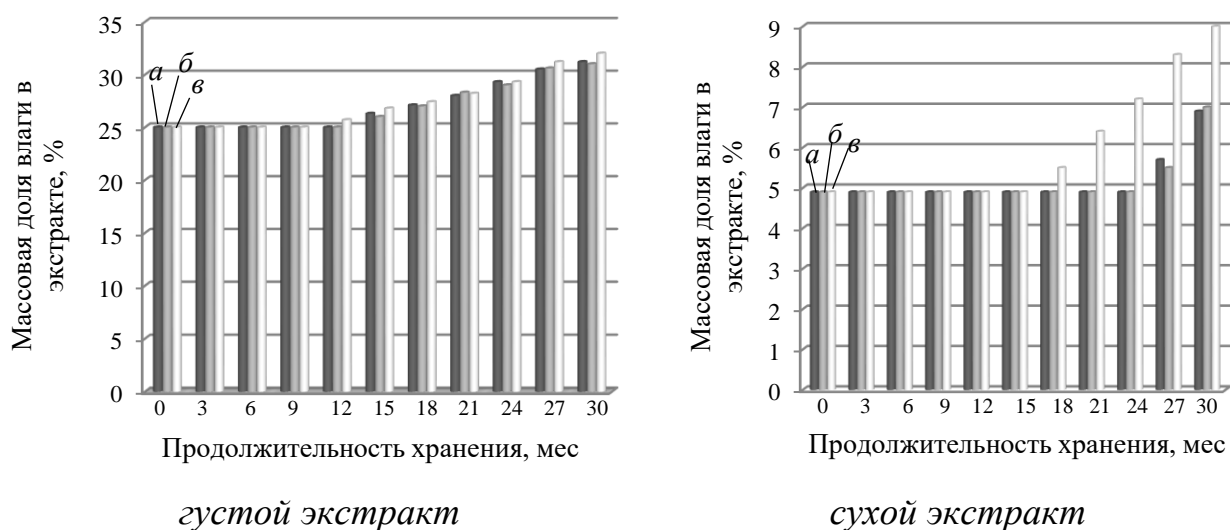 Массовая доля влаги в
экстракте, %
35
30
25
20
15
10
5
0
а
б
в
0 3 6 9 12 15 18 21 24 27 30
Продолжительность хранения, мес
густой экстракт
Массовая доля влаги в
экстракте, %
9
8
7
6
5
4
3
2
1
0
а
б
в
0 3 6 9 12 15 18 21 24 27 30
Продолжительность хранения, мес
сухой экстракт